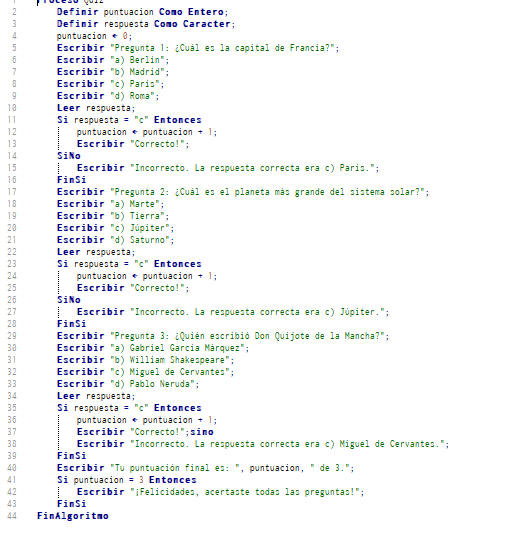 1 Proceso Quiz
2 Definir puntuacion Como Entero;
3 Definir respuesta Como Caracter;
4 puntuacion ← 0;
5 Escribir "Pregunta 1: ¿Cuál es la capital de Francia?";
6 Escribir "a) Berlín";
7 Escribir "b) Madrid";
8 Escribir "c) París";
9 Escribir "d) Roma";
10 Leer respuesta;
11 Si respuesta = "c" Entonces
12 puntuacion ← puntuacion + 1;
13 Escribir "Correcto!";
14 SiNo
15 Escribir "Incorrecto. La respuesta correcta era c) París.";
16 FinSi
17 Escribir "Pregunta 2: ¿Cuál es el planeta más grande del sistema solar?";
18 Escribir "a) Marte";
19 Escribir "b) Tierra";
20 Escribir "c) Júpiter";
21 Escribir "d) Saturno";
22 Leer respuesta;
23 Si respuesta = "c" Entonces
24 puntuacion ← puntuacion + 1;
25 Escribir "Correcto!";
26 SiNo
27 Escribir "Incorrecto. La respuesta correcta era c) Júpiter.";
28 FinSi
29 Escribir "Pregunta 3: ¿Quién escribió Don Quijote de la Mancha?";
30 Escribir "a) Gabriel García Márquez";
31 Escribir "b) William Shakespeare";
32 Escribir "c) Miguel de Cervantes";
33 Escribir "d) Pablo Neruda";
34 Leer respuesta;
35 Si respuesta = "c" Entonces
36 puntuacion ← puntuacion + 1;
37 Escribir "Correcto!";sino
38 Escribir "Incorrecto. La respuesta correcta era c) Miguel de Cervantes.";
39 FinSi
40 Escribir "Tu puntuación final es: ", puntuacion, " de 3.";
41 Si puntuacion = 3 Entonces
42 Escribir "¡Felicidades, acertaste todas las preguntas!";
43 FinSi
44 FinAlgoritmo